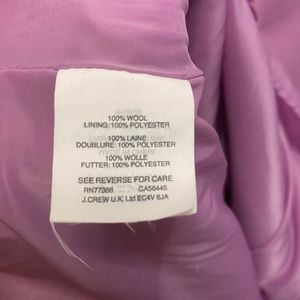 100% WOOL
LINING: 100% POLYESTER
100% LAINE
DOUBLURE: 100% POLYESTER
100% WOLLE
FUTTER: 100% POLYESTER
SEE REVERSE FOR CARE
RN77388 CA56445
J.CREW U.K. Ltd EC4V 6JA